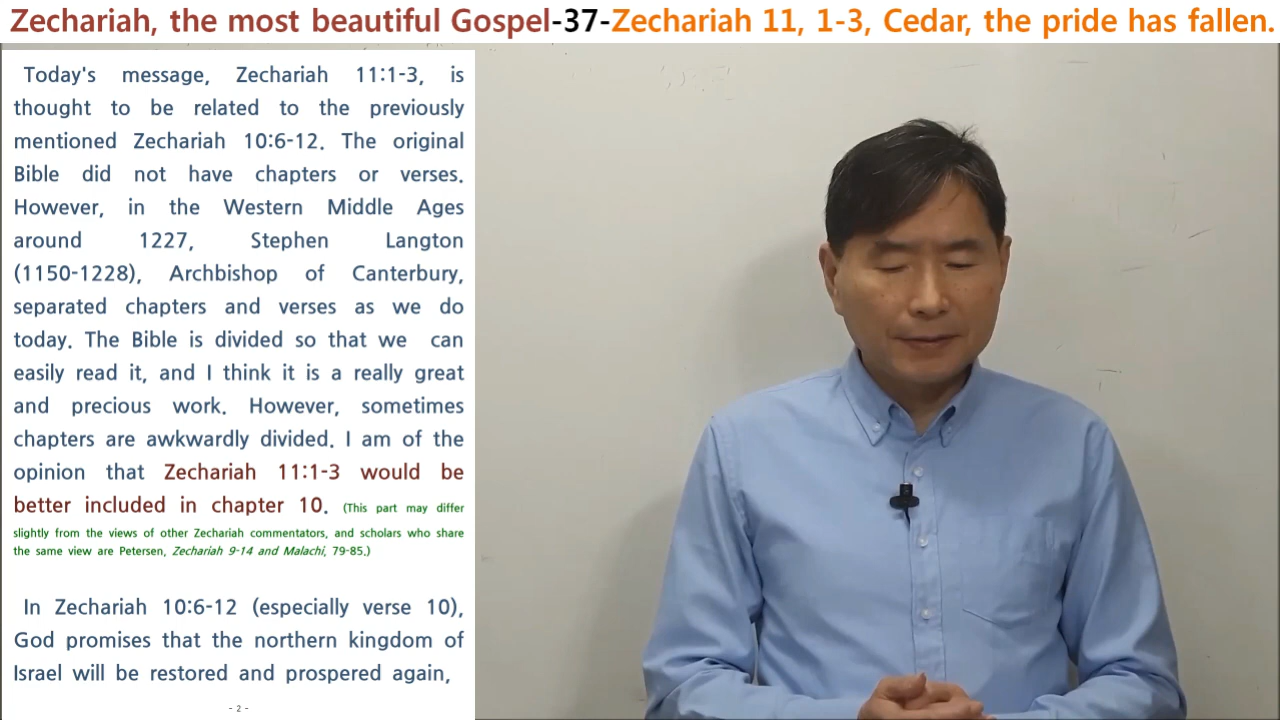 Zechariah, the most beautiful Gospel-37-Zechariah 11, 1-3, Cedar, the pride has fallen.
Today's message, Zechariah 11:1-3, is
thought to be related to the previously
mentioned Zechariah 10:6-12. The original
Bible did not have chapters or verses.
However, in the Western Middle Ages
around 1227, Stephen Langton
(1150-1228), Archbishop of Canterbury,
separated chapters and verses as we do
today. The Bible is divided so that we can
easily read it, and I think it is a really great
and precious work. However, sometimes
chapters are awkwardly divided. I am of the
opinion that Zechariah 11:1-3 would be
better included in chapter 10. (This part may differ
slightly from the views of other Zechariah commentators, and scholars who share
the same view are Petersen, Zechariah 9-14 and Malachi, 79-85.)
In Zechariah 10:6-12 (especially verse 10),
God promises that the northern kingdom of
Israel will be restored and prospered again,
- 2 -